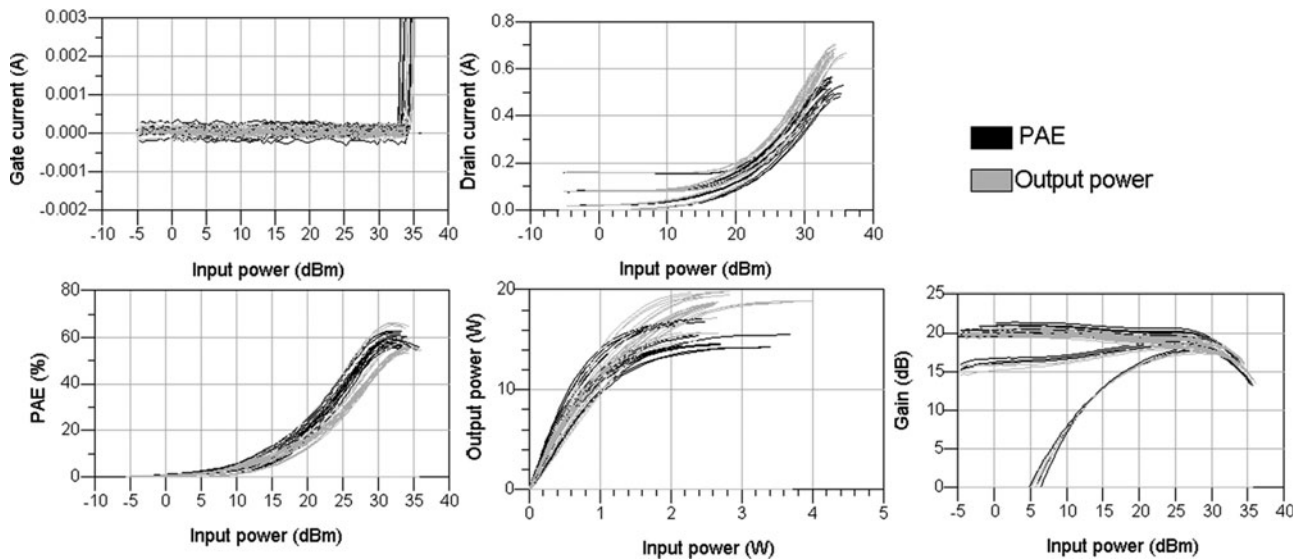 Gate current (A)
0.003
0.002
0.001
0.000
-0.001
-0.002
-10 -5 0 5 10 15 20 25 30 35 40
Input power (dBm)
Drain current (A)
0.8
0.6
0.4
0.2
0.0
-10 0 10 20 30 40
Input power (dBm)
PAE
Output power
PAE (%)
80
60
40
20
0
-10 -5 0 5 10 15 20 25 30 35 40
Input power (dBm)
Output power (W)
20
10
0
0 1 2 3 4 5
Input power (W)
Gain (dB)
25
20
15
10
5
0
-5 0 5 10 15 20 25 30 35 40
Input power (dBm)